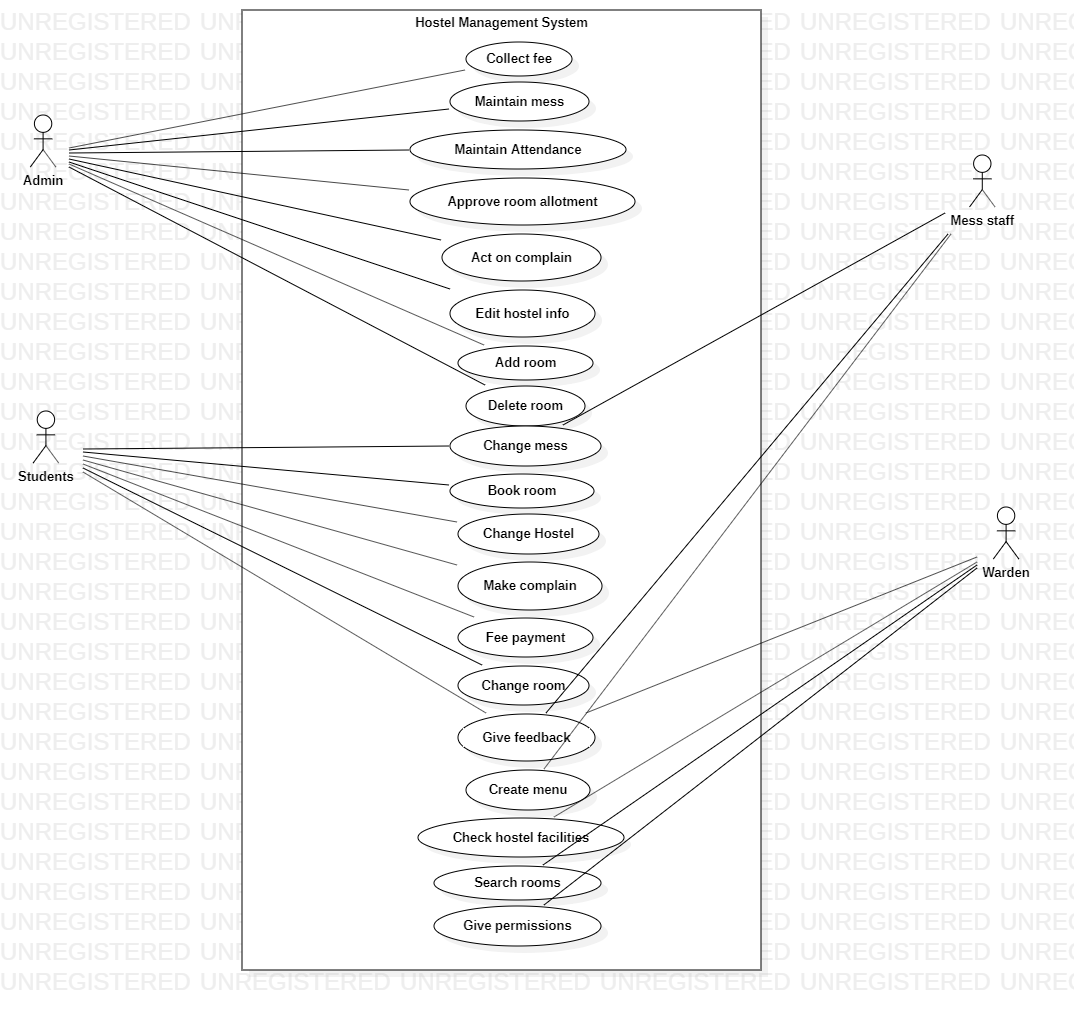 Hostel Management System
Collect fee
Maintain mess
Maintain Attendance
Approve room allotment
Act on complain
Edit hostel info
Add room
Delete room
Change mess
Book room
Change Hostel
Make complain
Fee payment
Change room
Give feedback
Create menu
Check hostel facilities
Search rooms
Give permissions
Admin
Students
Mess staff
Warden
UNREGISTERED